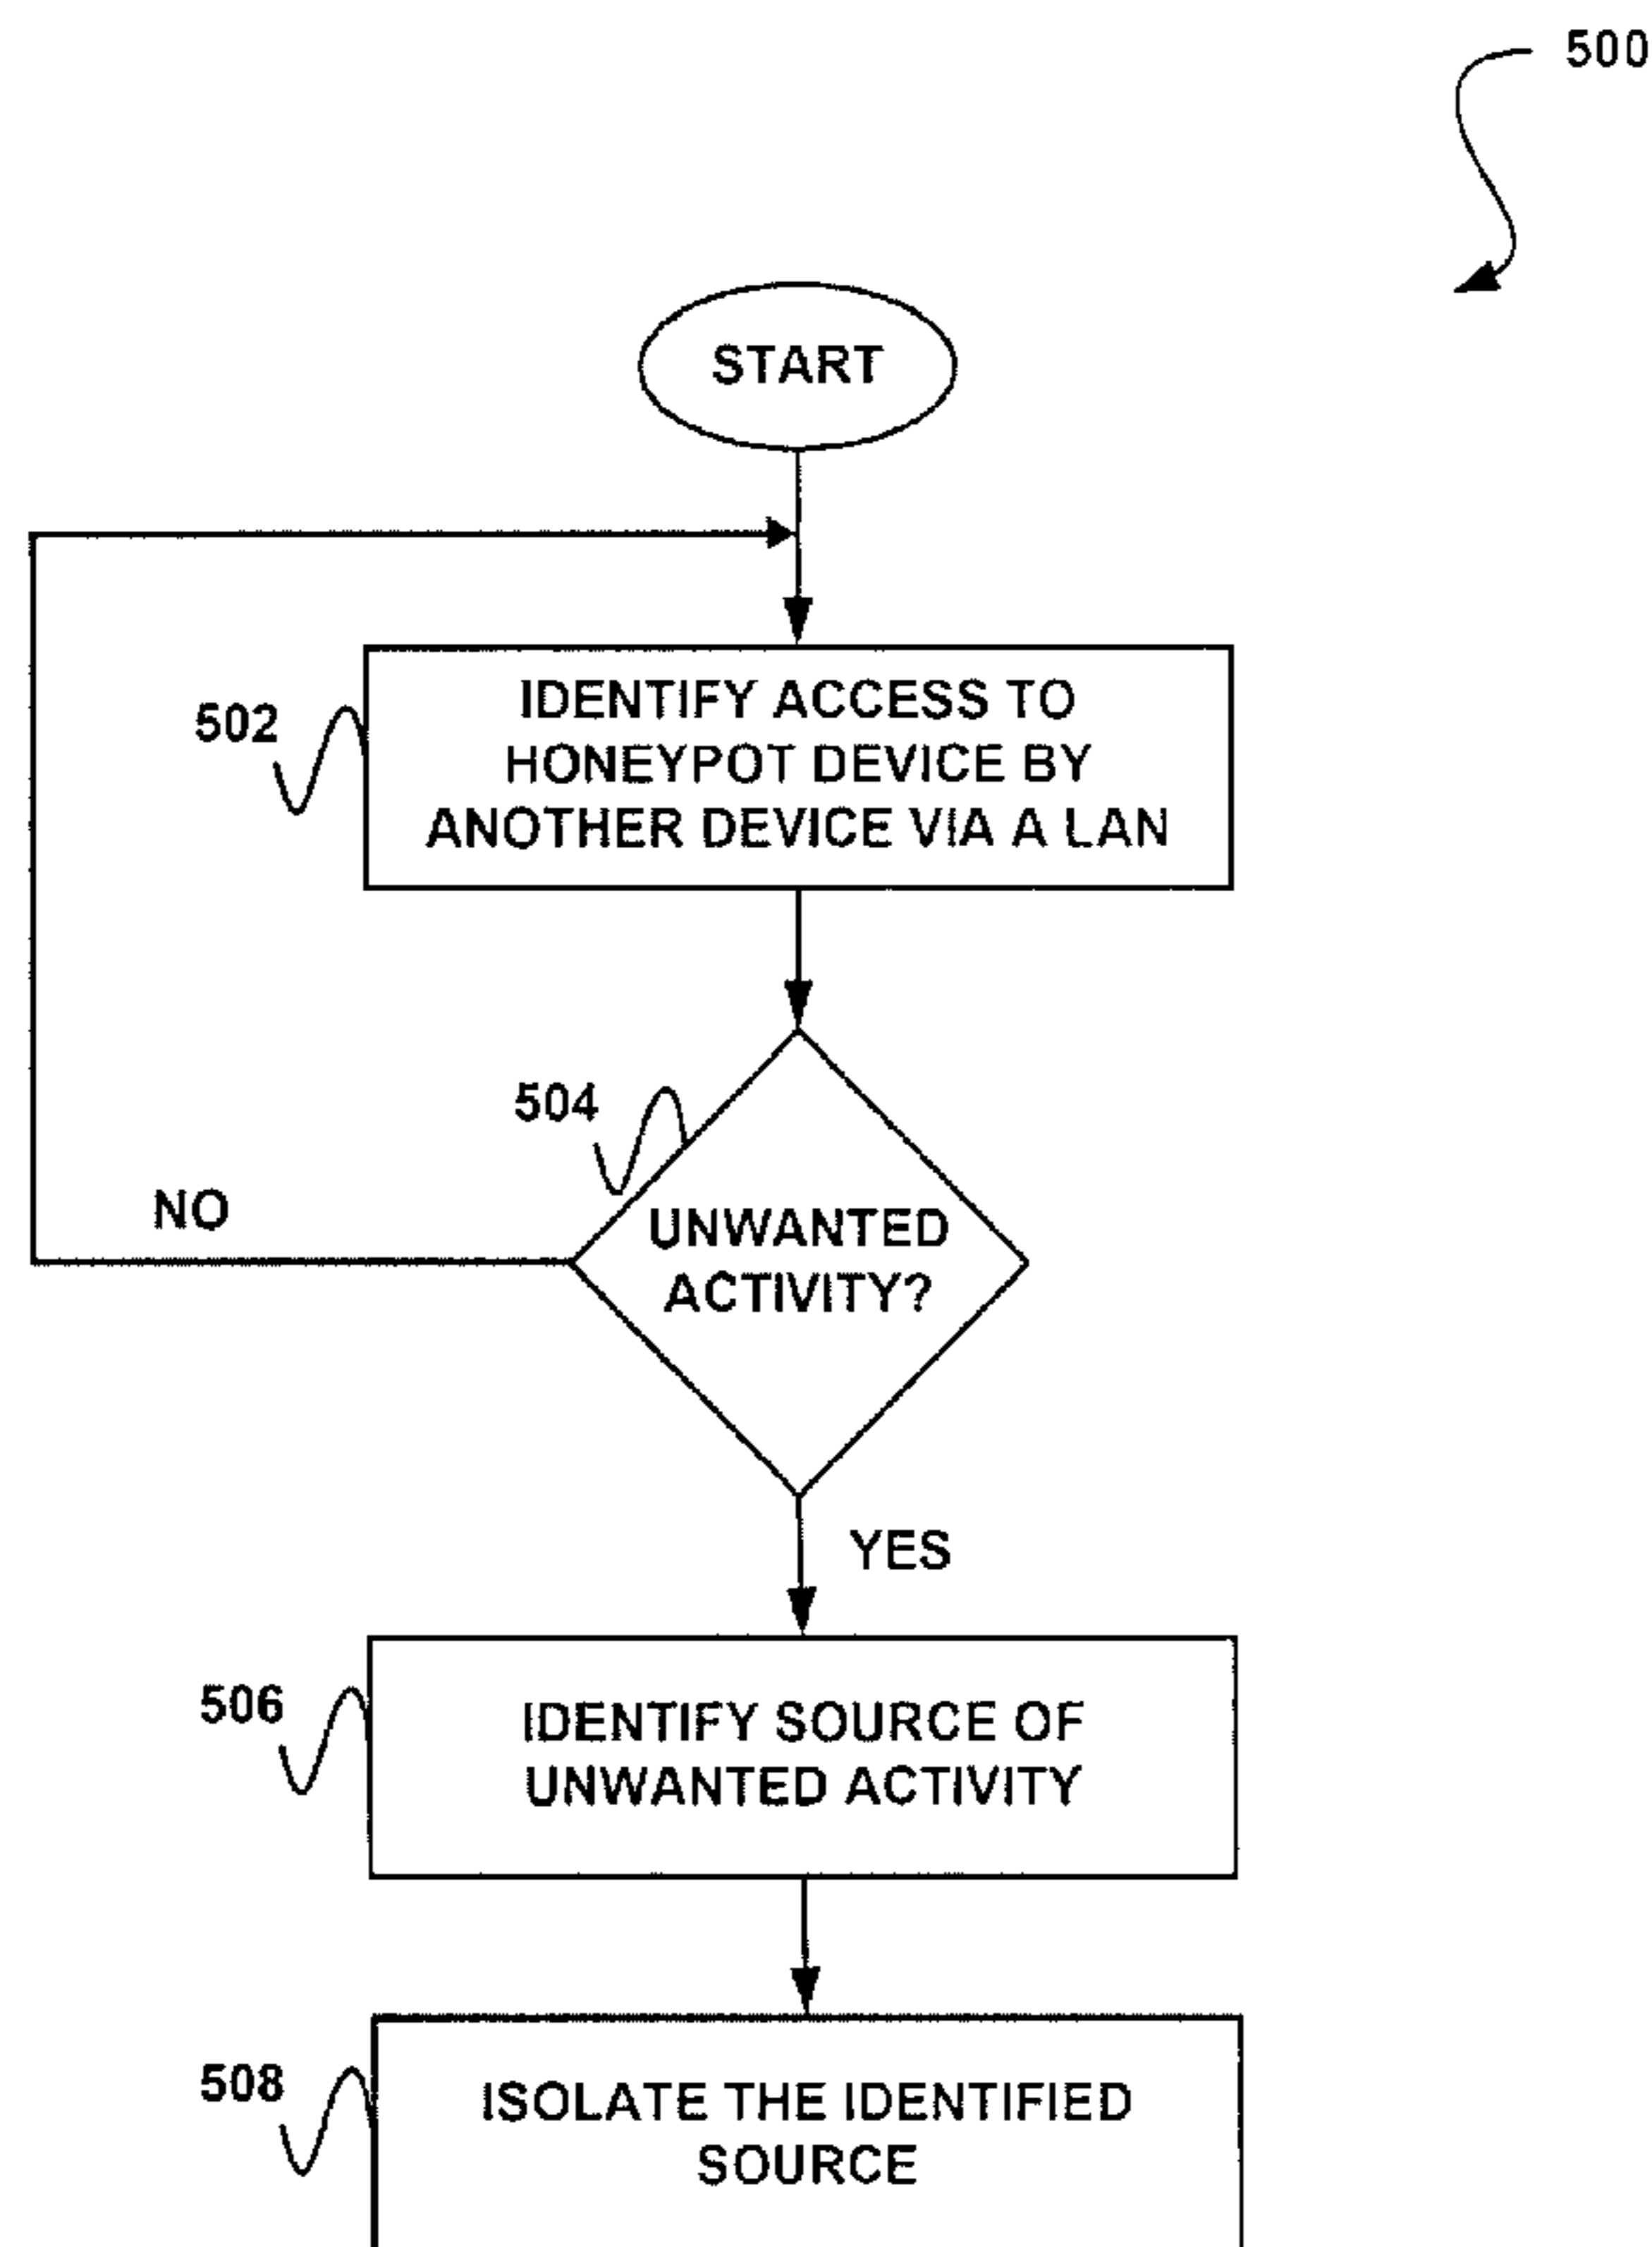 500
START
502
IDENTIFY ACCESS TO
HONEYPOT DEVICE BY
ANOTHER DEVICE VIA A LAN
504
NO
UNWANTED
ACTIVITY?
YES
506
IDENTIFY SOURCE OF
UNWANTED ACTIVITY
508
ISOLATE THE IDENTIFIED
SOURCE